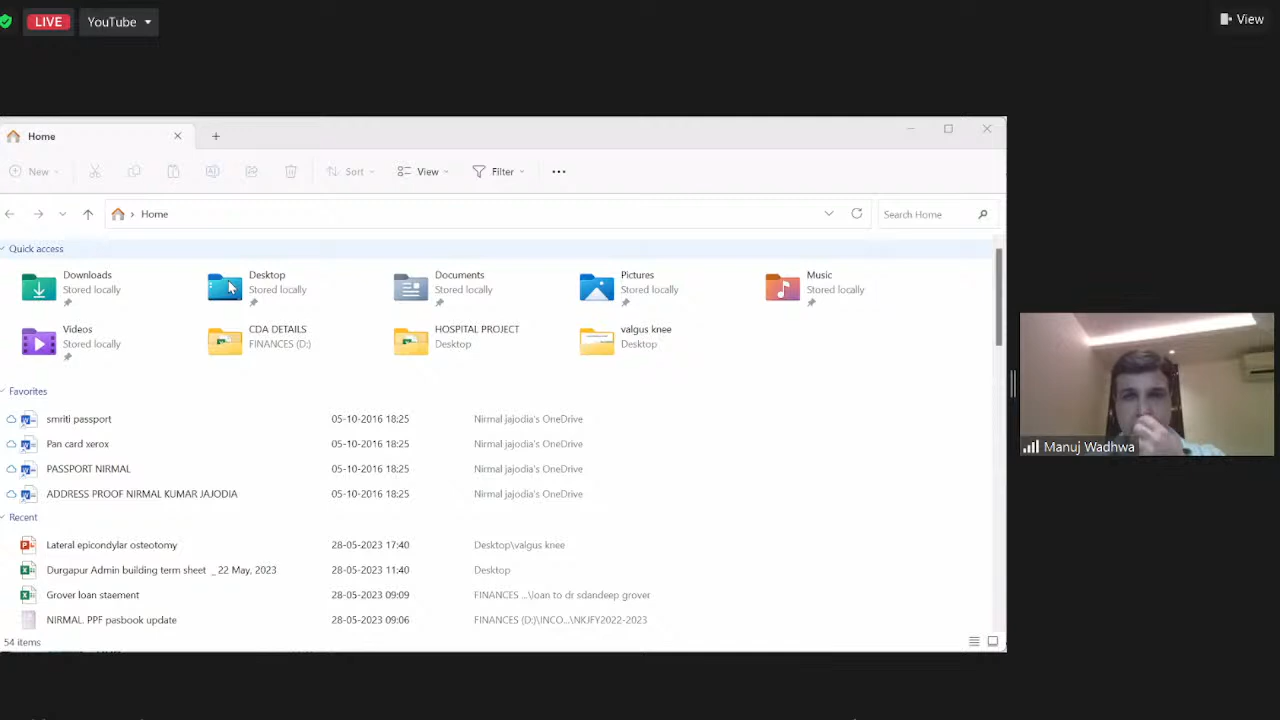 LIVE YouTube View
Home
New Sort View Filter
Home Search Home
Quick access
Downloads Desktop Documents Pictures Music
Stored locally Stored locally Stored locally Stored locally Stored locally
Videos CDA DETAILS HOSPITAL PROJECT valgus knee
Stored locally FINANCES (D:) Desktop Desktop
Favorites
smriti passport 05-10-2016 18:25 Nirmal jajodia's OneDrive
Pan card xerox 05-10-2016 18:25 Nirmal jajodia's OneDrive
PASSPORT NIRMAL 05-10-2016 18:25 Nirmal jajodia's OneDrive
ADDRESS PROOF NIRMAL KUMAR JAJODIA 05-10-2016 18:25 Nirmal jajodia's OneDrive
Recent
Lateral epicondylar osteotomy 28-05-2023 17:40 Desktop\valgus knee
Durgapur Admin building term sheet _ 22 May, 2023 28-05-2023 11:40 Desktop
Grover loan staement 28-05-2023 09:09 FINANCES ...\loan to dr sdandeep grover
NIRMAL. PPF pasbook update 28-05-2023 09:06 FINANCES (D:)\INCO...\NKJFY2022-2023
54 items
Manuj Wadhwa